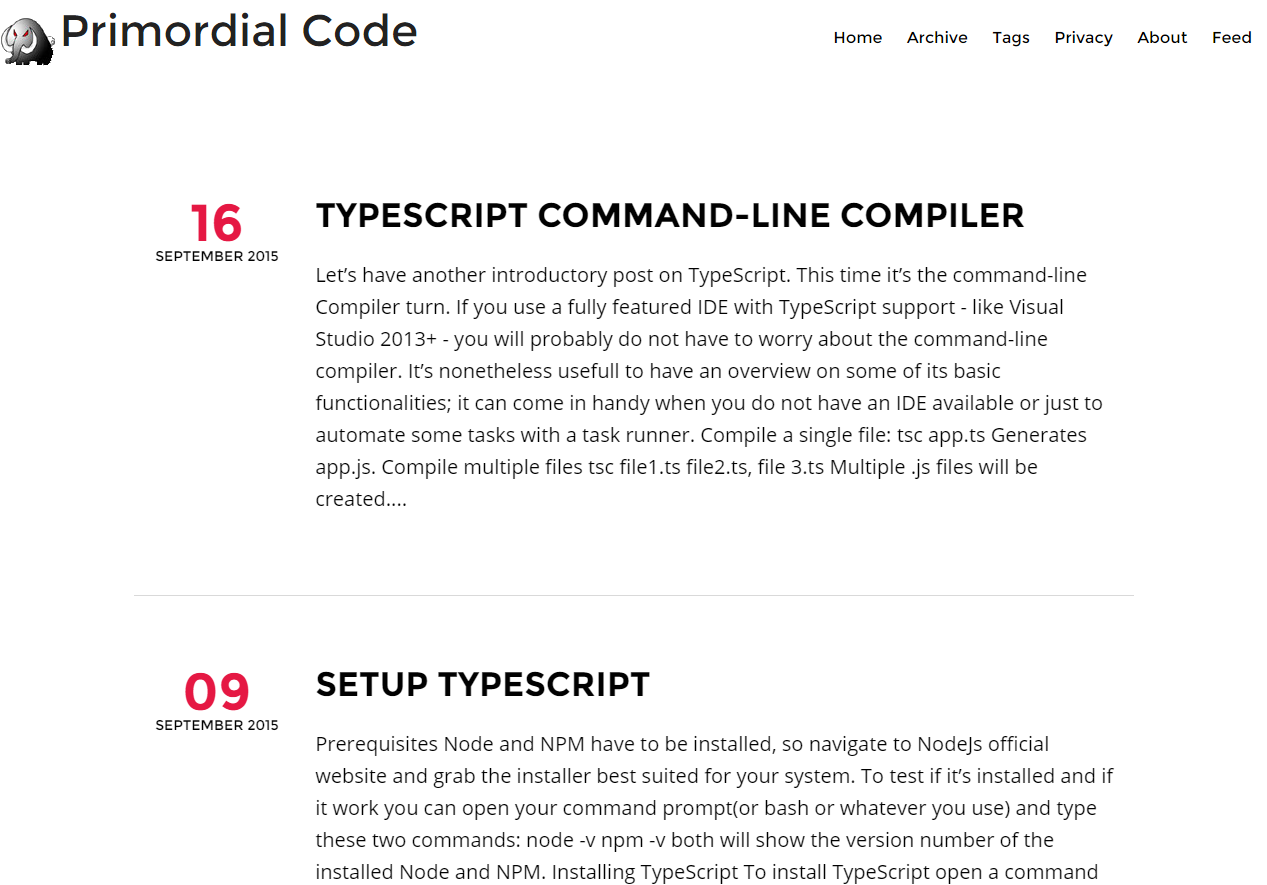 Primordial Code
Home Archive Tags Privacy About Feed
16
SEPTEMBER 2015
TYPESCRIPT COMMAND-LINE COMPILER
Let’s have another introductory post on TypeScript. This time it’s the command-line
Compiler turn. If you use a fully featured IDE with TypeScript support - like Visual
Studio 2013+ - you will probably do not have to worry about the command-line
compiler. It’s nonetheless usefull to have an overview on some of its basic
functionalities; it can come in handy when you do not have an IDE available or just to
automate some tasks with a task runner. Compile a single file: tsc app.ts Generates
app.js. Compile multiple files tsc file1.ts file2.ts, file 3.ts Multiple .js files will be
created....
09
SEPTEMBER 2015
SETUP TYPESCRIPT
Prerequisites Node and NPM have to be installed, so navigate to NodeJs official
website and grab the installer best suited for your system. To test if it’s installed and if
it work you can open your command prompt(or bash or whatever you use) and type
these two commands: node -v npm -v both will show the version number of the
installed Node and NPM. Installing TypeScript To install TypeScript open a command